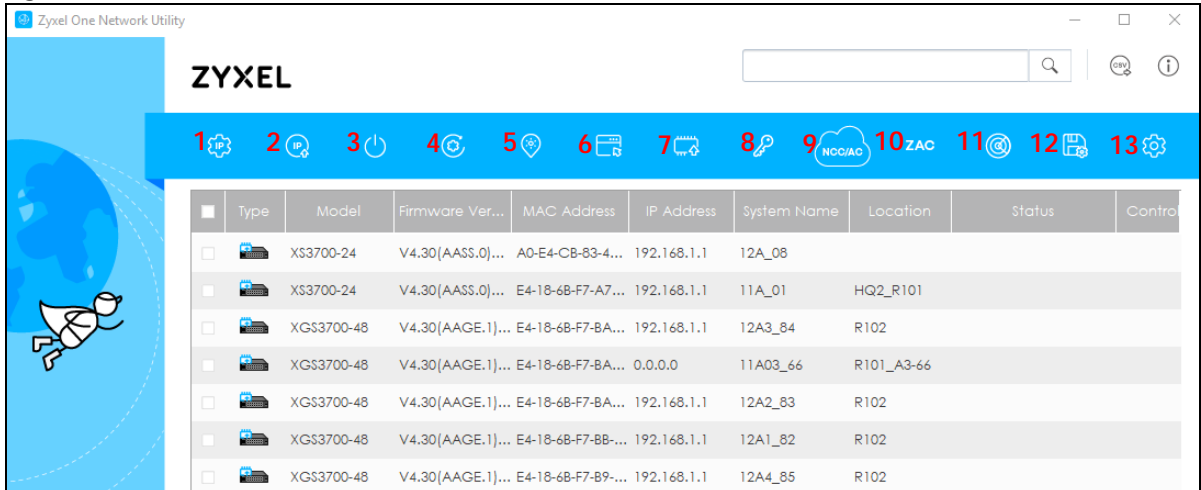 Zyxel One Network Utility
ZYXEL
CSV
1 IP 2 IP 3 4 5 6 7 8 9 NCC/AC 10 ZAC 11 12 13
Type Model Firmware Ver... MAC Address IP Address System Name Location Status Control
XS3700-24 V4.30(AASS.0)... A0-E4-CB-83-4... 192.168.1.1 12A_08
XS3700-24 V4.30(AASS.0)... E4-18-6B-F7-A7... 192.168.1.1 11A_01 HQ2_R101
XGS3700-48 V4.30(AAGE.1)... E4-18-6B-F7-BA... 192.168.1.1 12A3_84 R102
XGS3700-48 V4.30(AAGE.1)... E4-18-6B-F7-BA... 0.0.0.0 11A03_66 R101_A3-66
XGS3700-48 V4.30(AAGE.1)... E4-18-6B-F7-BA... 192.168.1.1 12A2_83 R102
XGS3700-48 V4.30(AAGE.1)... E4-18-6B-F7-BB-... 192.168.1.1 12A1_82 R102
XGS3700-48 V4.30(AAGE.1)... E4-18-6B-F7-B9-... 192.168.1.1 12A4_85 R102